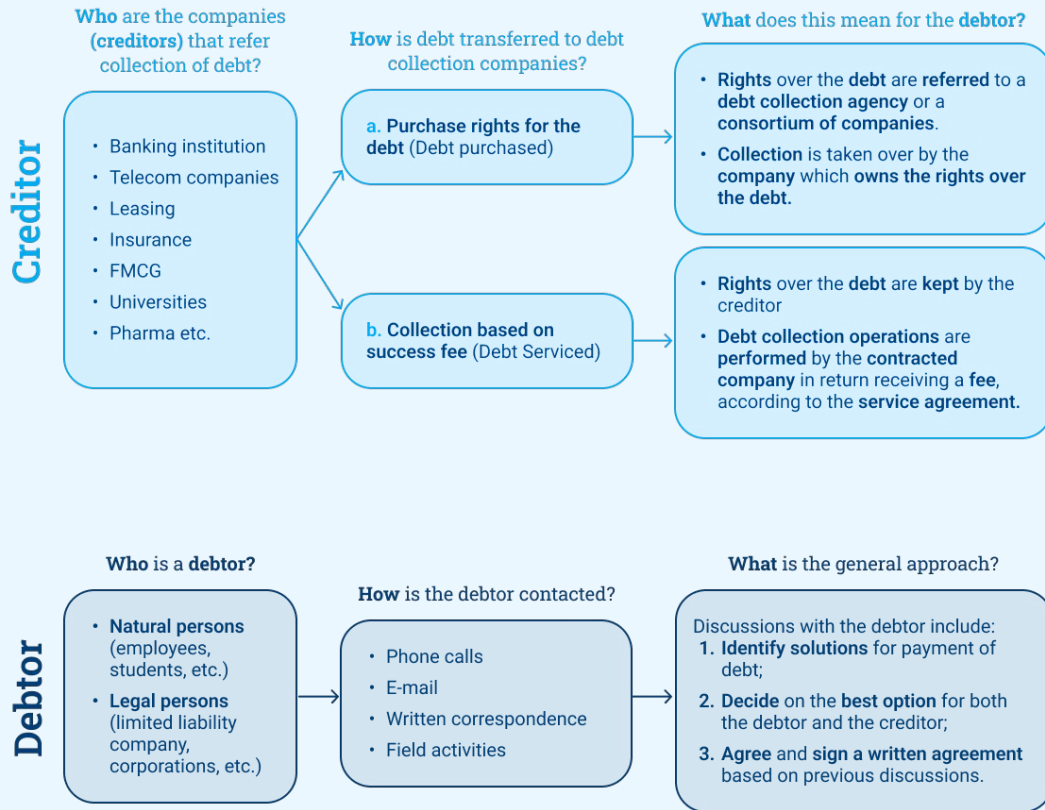 Creditor
Who are the companies
(creditors) that refer
collection of debt?
• Banking institution
• Telecom companies
• Leasing
• Insurance
• FMCG
• Universities
• Pharma etc.
How is debt transferred to debt
collection companies?
a. Purchase rights for the
debt (Debt purchased)
b. Collection based on
success fee (Debt Serviced)
What does this mean for the debtor?
• Rights over the debt are referred to a
debt collection agency or a
consortium of companies.
• Collection is taken over by the
company which owns the rights over
the debt.
• Rights over the debt are kept by the
creditor
• Debt collection operations are
performed by the contracted
company in return receiving a fee,
according to the service agreement.
Debtor
Who is a debtor?
• Natural persons
(employees,
students, etc.)
• Legal persons
(limited liability
company,
corporations, etc.)
How is the debtor contacted?
• Phone calls
• E-mail
• Written correspondence
• Field activities
What is the general approach?
Discussions with the debtor include:
1. Identify solutions for payment of
debt;
2. Decide on the best option for both
the debtor and the creditor;
3. Agree and sign a written agreement
based on previous discussions.